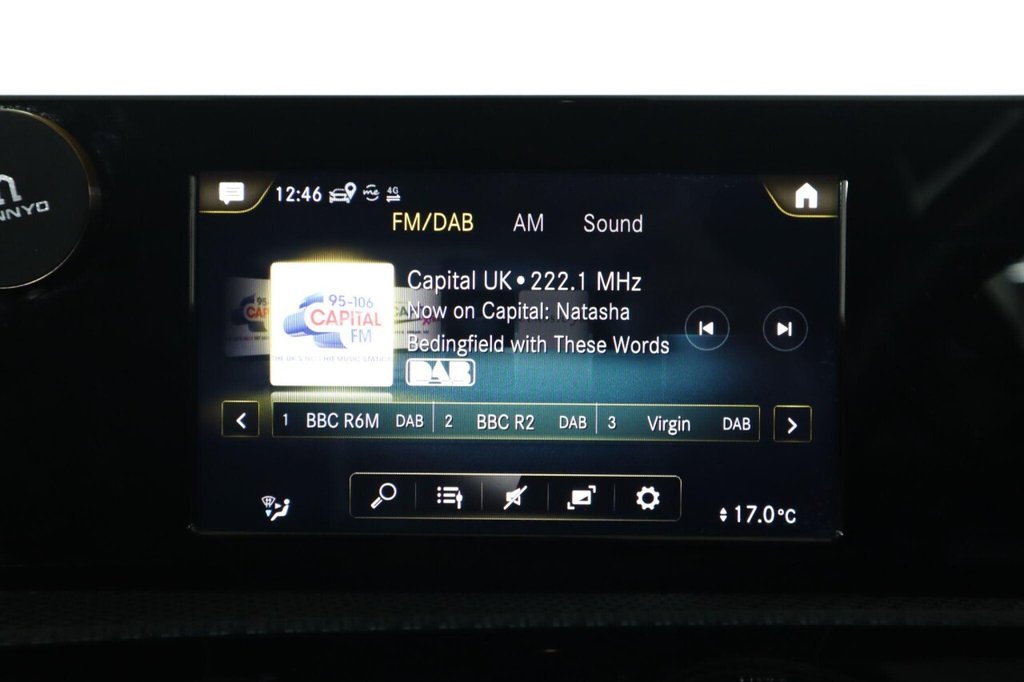 12:46 me 4G
FM/DAB AM Sound
95-106
CAPITAL
FM
Capital UK • 222.1 MHz
Now on Capital: Natasha
Bedingfield with These Words
DAB
1 BBC R6M DAB 2 BBC R2 DAB 3 Virgin DAB
17.0°C